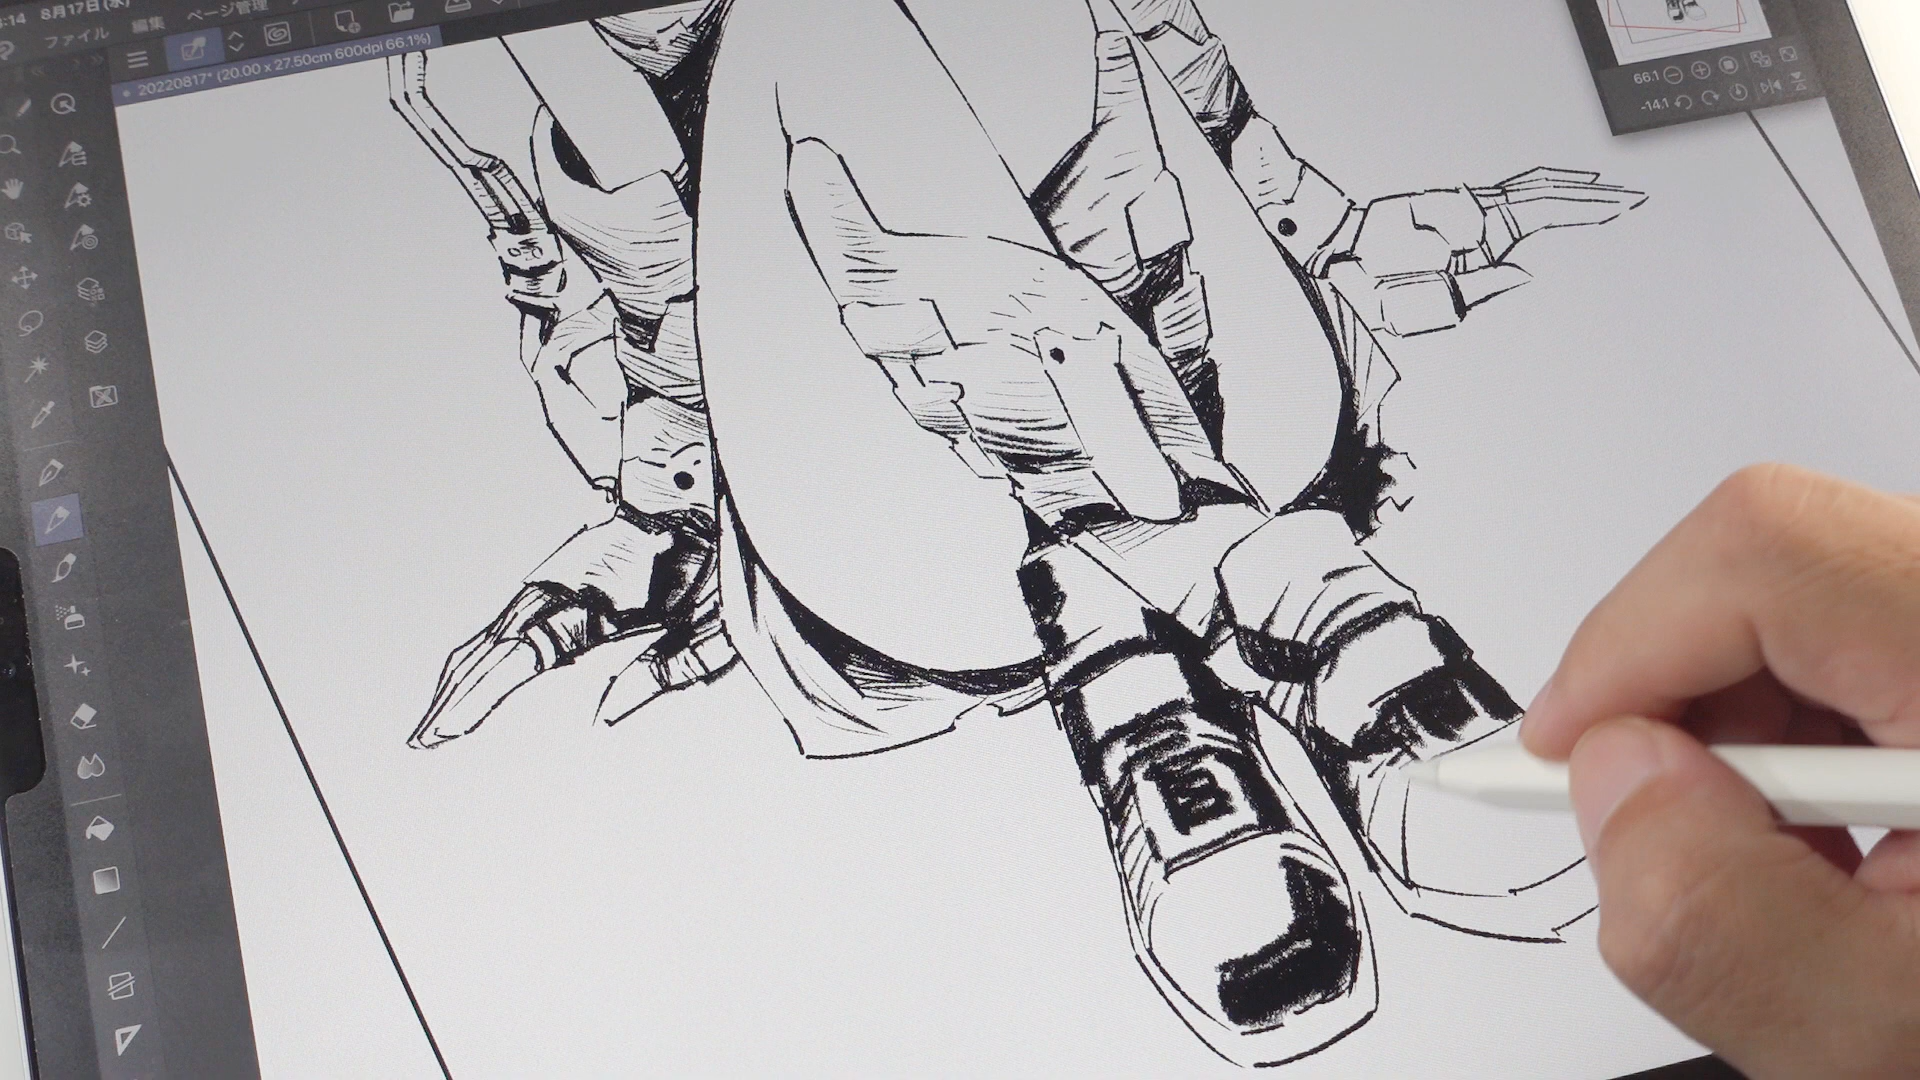 :14 8月17日(水)
ファイル 編集 ページ管理
20220817* (20.00 x 27.50cm 600dpi 66.1%)
66.1
-14.1